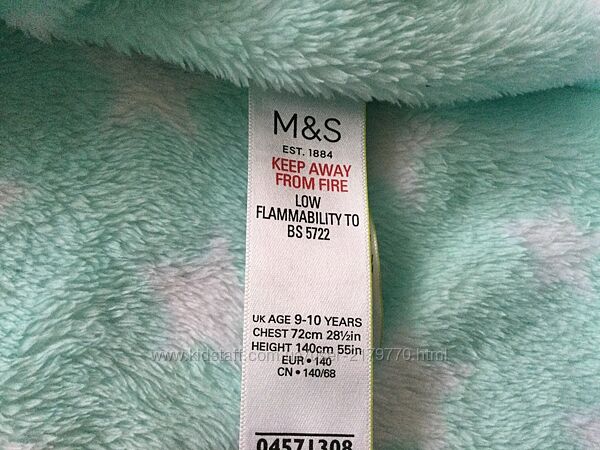 M&S
EST. 1884
KEEP AWAY
FROM FIRE
LOW
FLAMMABILITY TO
BS 5722
UK AGE 9-10 YEARS
CHEST 72cm 28½in
HEIGHT 140cm 55in
EUR • 140
CN • 140/68
04571308